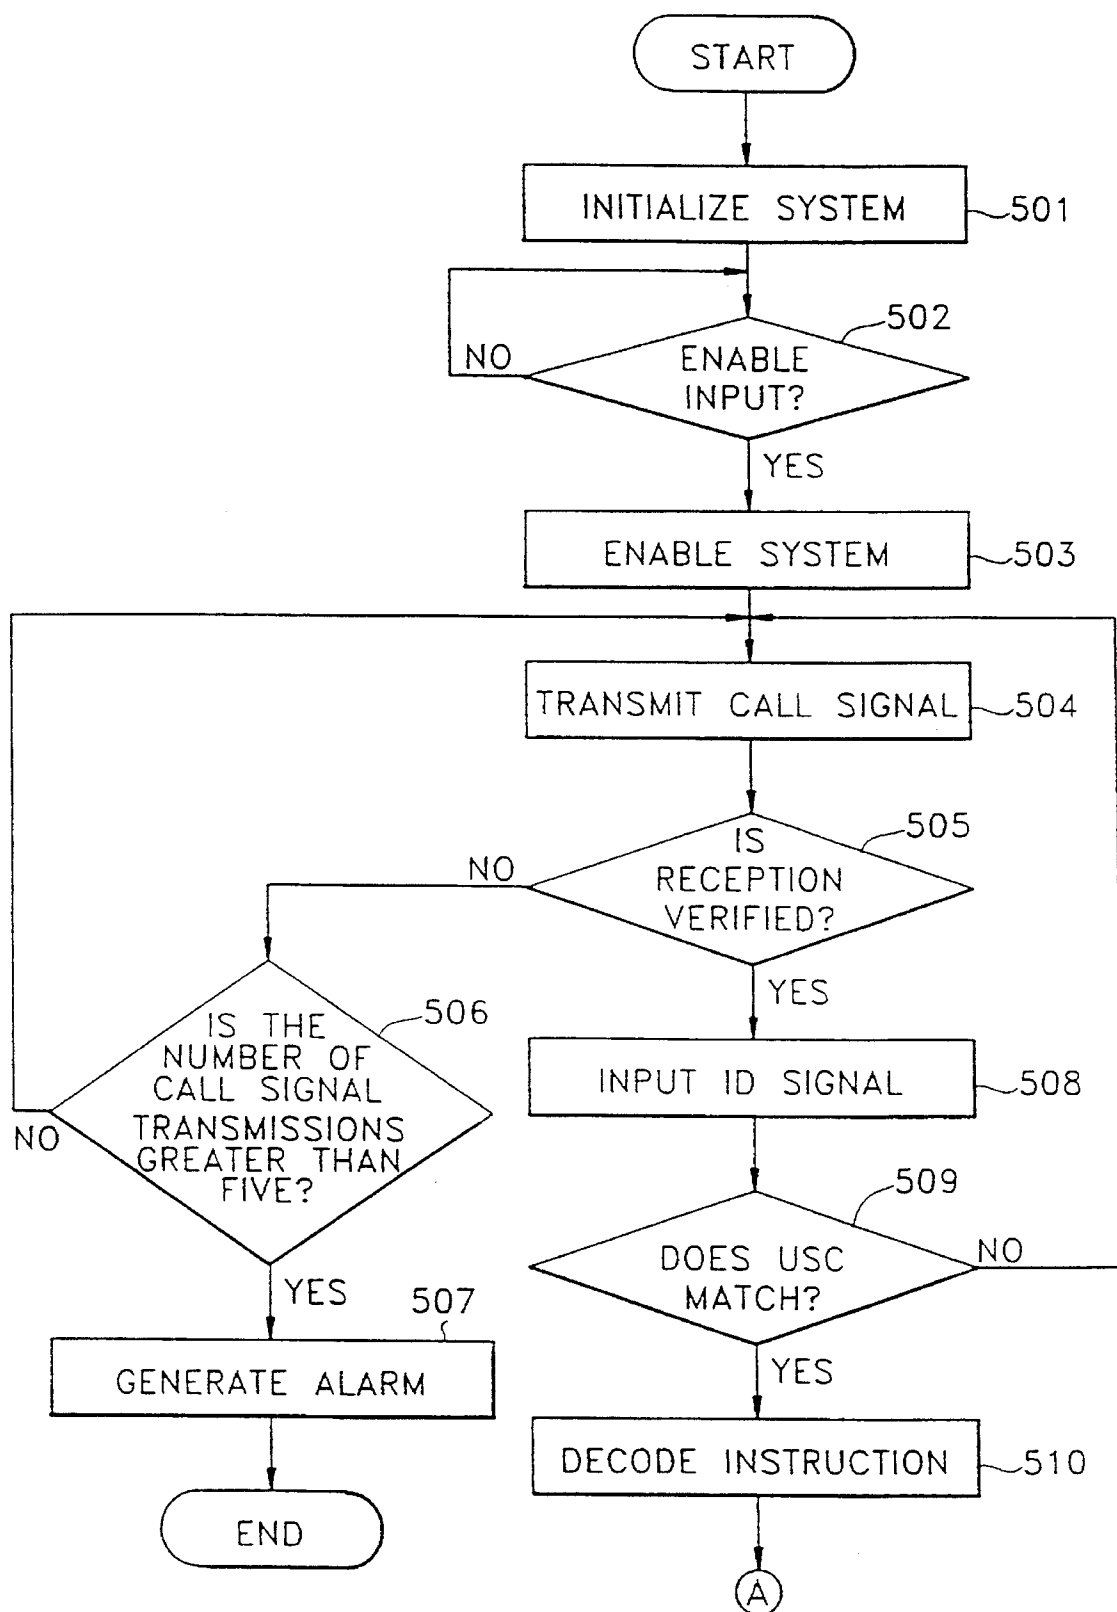 START
INITIALIZE SYSTEM
501
502
ENABLE
INPUT?
NO
YES
ENABLE SYSTEM
503
TRANSMIT CALL SIGNAL
504
505
IS
RECEPTION
VERIFIED?
NO
YES
506
IS THE
NUMBER OF
CALL SIGNAL
TRANSMISSIONS
GREATER THAN
FIVE?
NO
YES
507
GENERATE ALARM
END
INPUT ID SIGNAL
508
509
DOES USC
MATCH?
NO
YES
DECODE INSTRUCTION
510
A